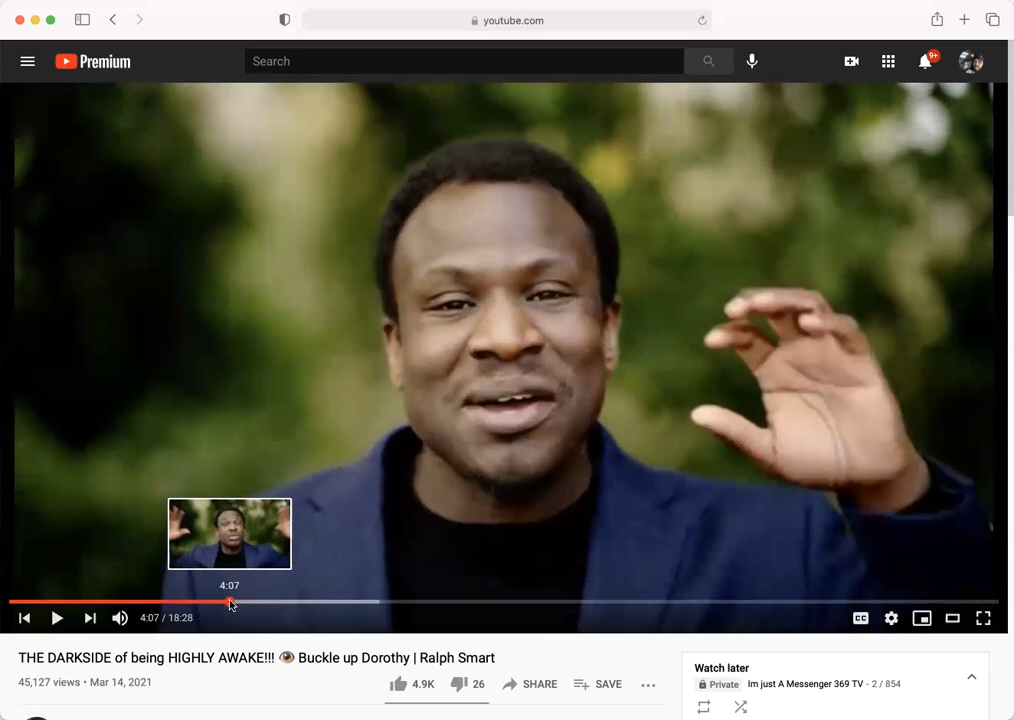 youtube.com
Premium
Search
9+
4:07
4:07 / 18:28
CC
THE DARKSIDE of being HIGHLY AWAKE!!! 👁 Buckle up Dorothy | Ralph Smart
45,127 views • Mar 14, 2021
4.9K 26 SHARE SAVE
Watch later
Private Im just A Messenger 369 TV - 2 / 854